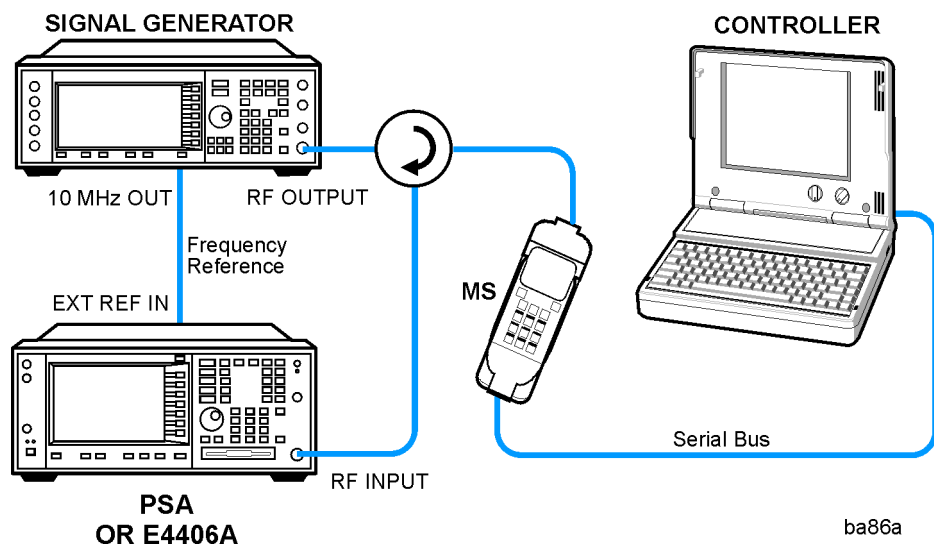 SIGNAL GENERATOR
CONTROLLER
10 MHz OUT
RF OUTPUT
Frequency
Reference
MS
EXT REF IN
Serial Bus
RF INPUT
PSA
OR E4406A
ba86a